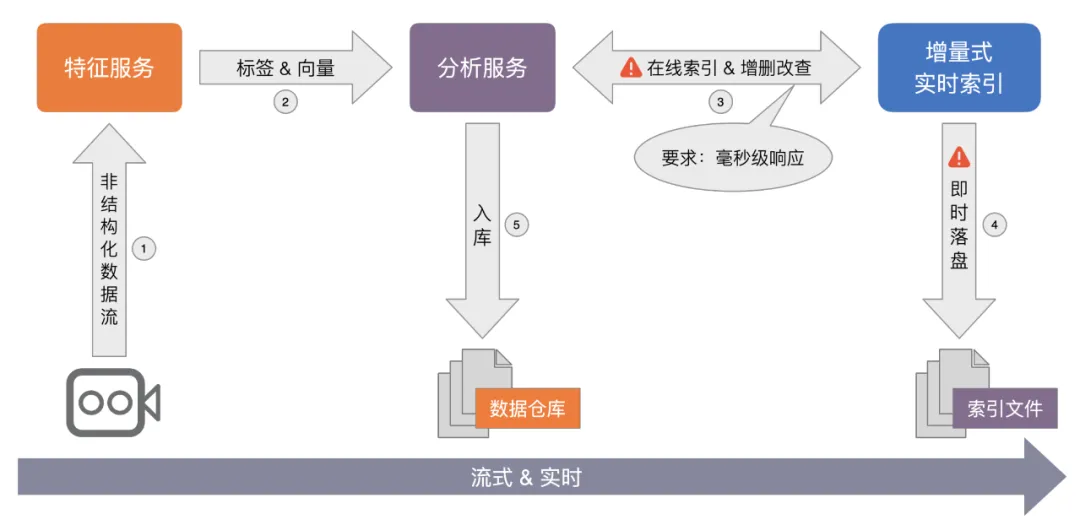 特征服务
标签 & 向量
②
分析服务
在线索引 & 增删改查
③
要求：毫秒级响应
增量式
实时索引
非结构化数据流
①
入库
⑤
即时落盘
④
数据仓库
索引文件
流式 & 实时